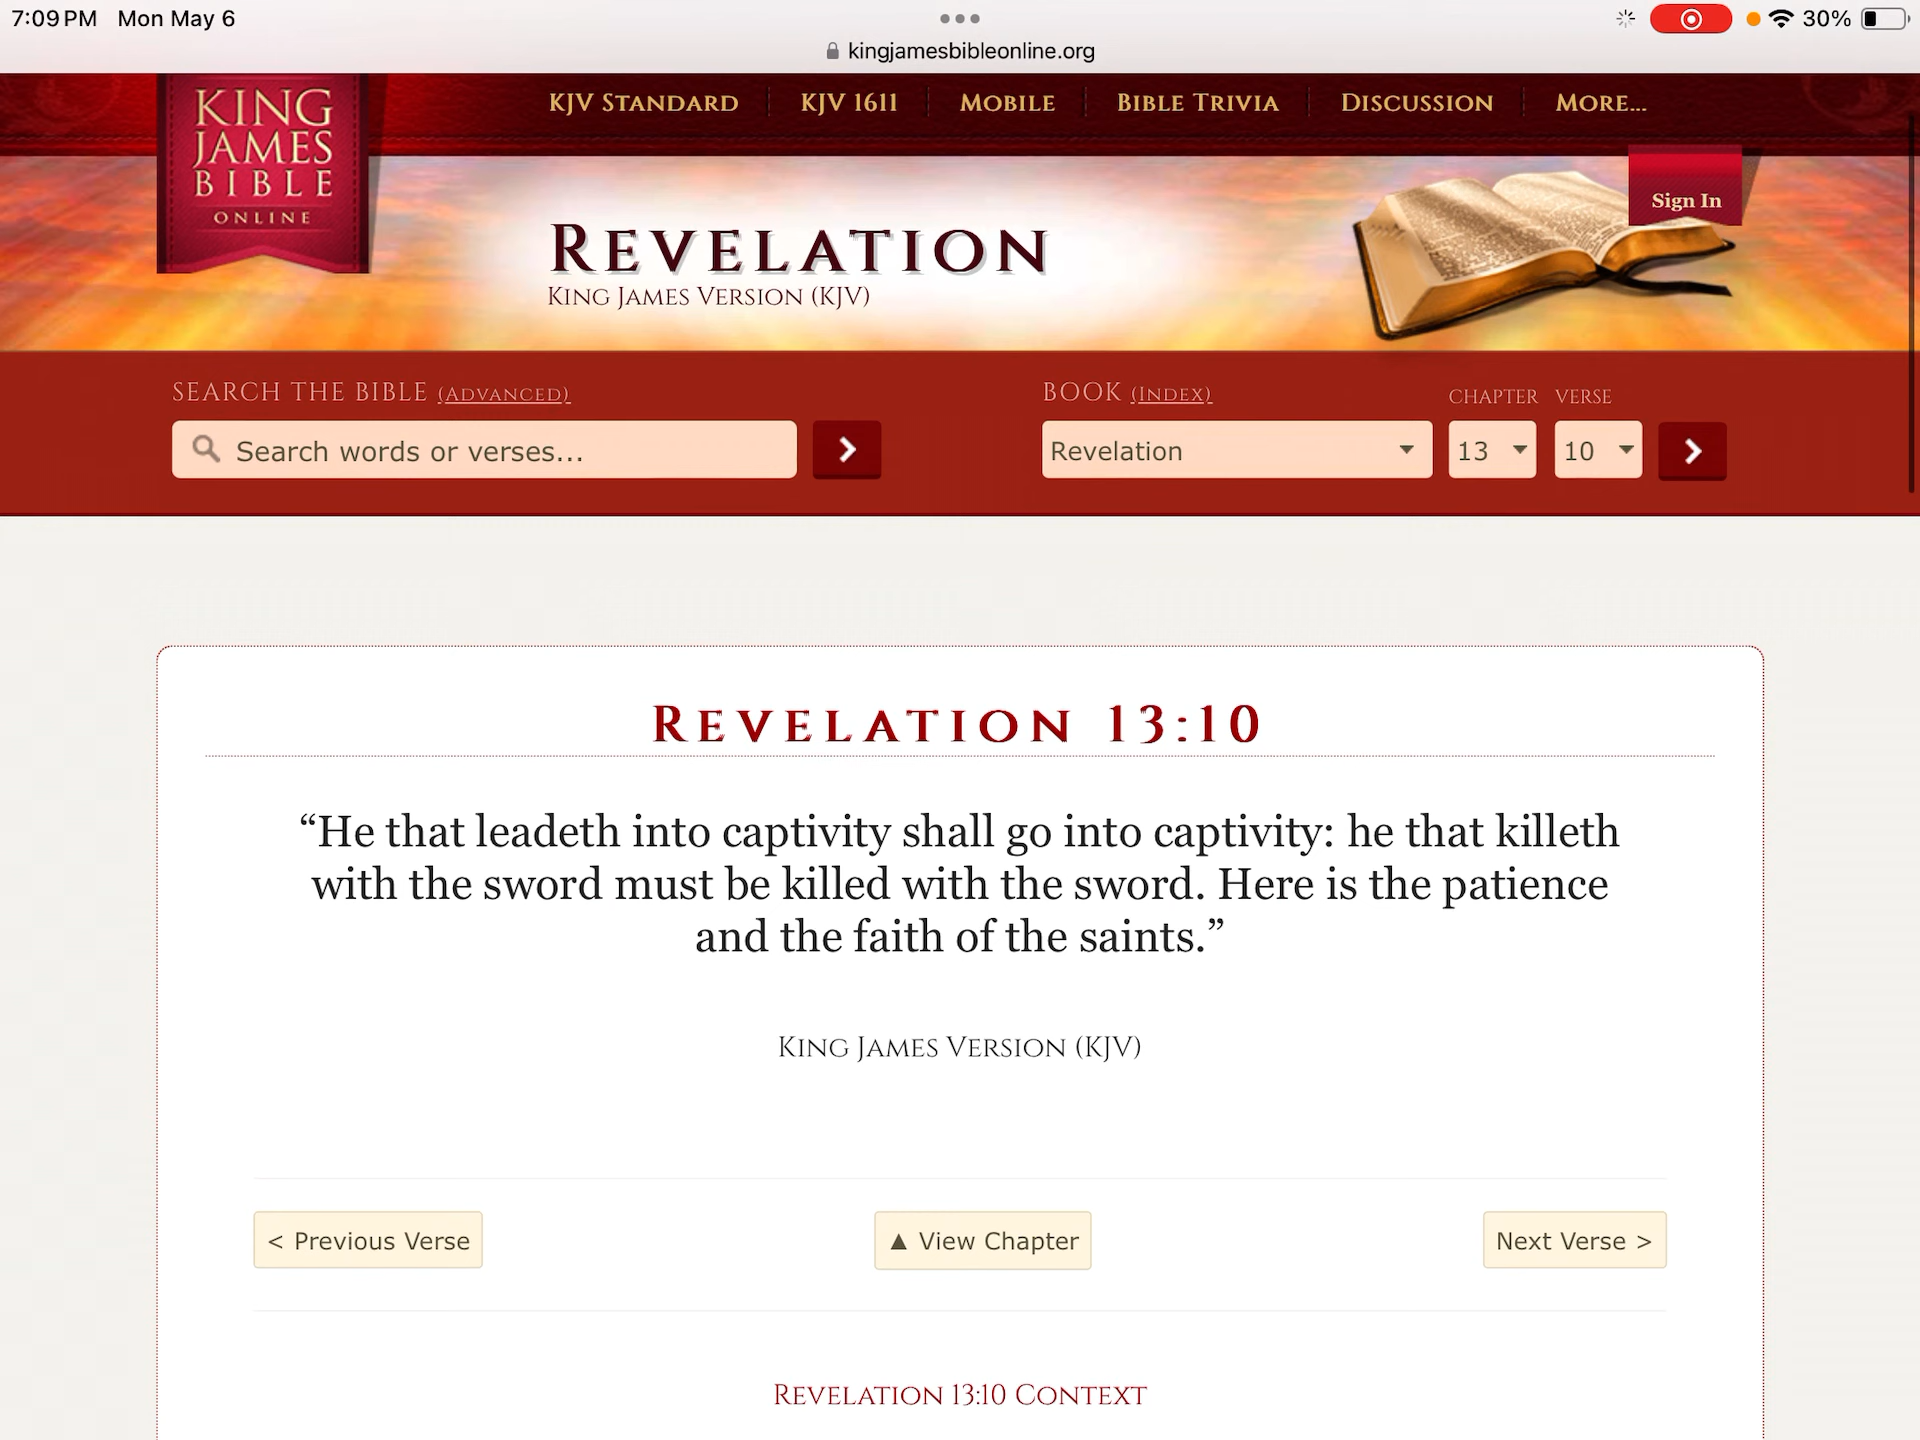 7:09 PM Mon May 6
30%
kingjamesbibleonline.org
KING
JAMES
BIBLE
ONLINE
KJV STANDARD
KJV 1611
MOBILE
BIBLE TRIVIA
DISCUSSION
MORE...
Sign In
REVELATION
KING JAMES VERSION (KJV)
SEARCH THE BIBLE (ADVANCED)
Search words or verses...
BOOK (INDEX)
CHAPTER
VERSE
Revelation
13
10
REVELATION 13:10
“He that leadeth into captivity shall go into captivity: he that killeth
with the sword must be killed with the sword. Here is the patience
and the faith of the saints.”
KING JAMES VERSION (KJV)
< Previous Verse
▲ View Chapter
Next Verse >
REVELATION 13:10 CONTEXT